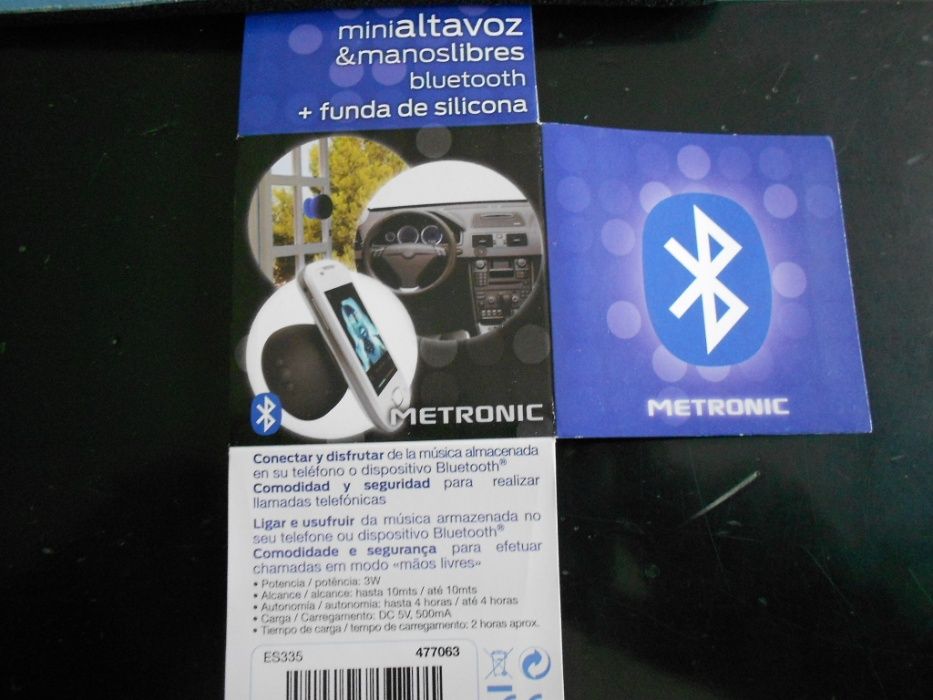 minialtavoz
&manoslibres
bluetooth
+ funda de silicona
METRONIC
METRONIC
Conectar y disfrutar de la música almacenada
en su teléfono o dispositivo Bluetooth®
Comodidad y seguridad para realizar
llamadas telefónicas
Ligar e usufruir da música armazenada no
seu telefone ou dispositivo Bluetooth®
Comodidade e segurança para efetuar
chamadas em modo «mãos livres»
• Potencia / potência: 3W
• Alcance / alcance: hasta 10mts / até 10mts
• Autonomía / autonomia: hasta 4 horas / até 4 horas
• Carga / Carregamento: DC 5V, 500mA
• Tiempo de carga / tempo de carregamento: 2 horas aprox.
ES335 477063